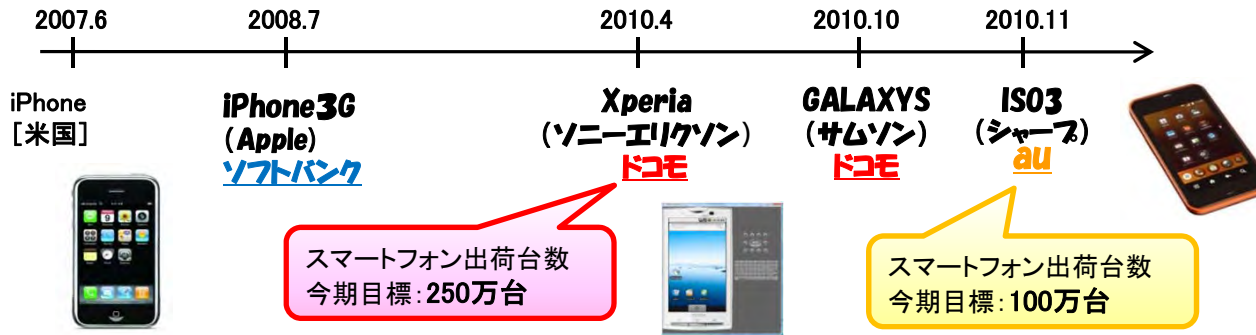 2007.6
2008.7
2010.4
2010.10
2010.11
iPhone
[米国]
iPhone3G
(Apple)
ソフトバンク
Xperia
(ソニーエリクソン)
ドコモ
GALAXYS
(サムソン)
ドコモ
IS03
(シャープ)
au
スマートフォン出荷台数
今期目標：250万台
スマートフォン出荷台数
今期目標：100万台